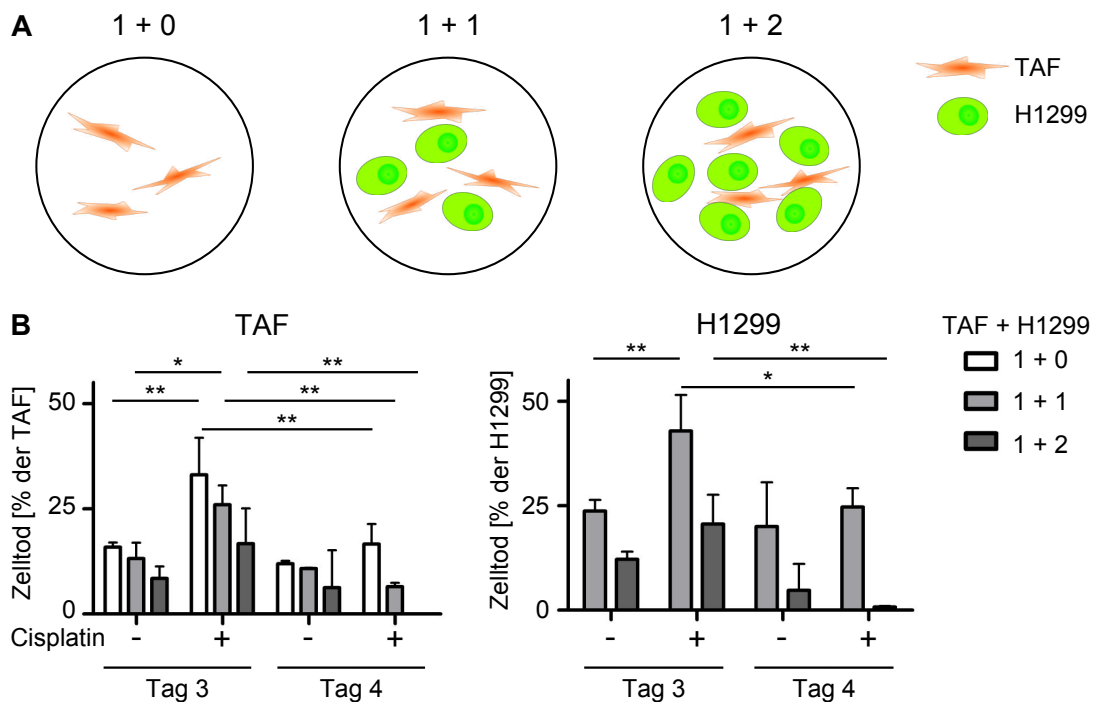 A
1 + 0
1 + 1
1 + 2
TAF
H1299
B
TAF
Zelltod [% der TAF]
50
25
0
* **
** **
**
Cisplatin - + - +
Tag 3 Tag 4
H1299
Zelltod [% der H1299]
50
25
0
** **
*
- + - +
Tag 3 Tag 4
TAF + H1299
1 + 0
1 + 1
1 + 2